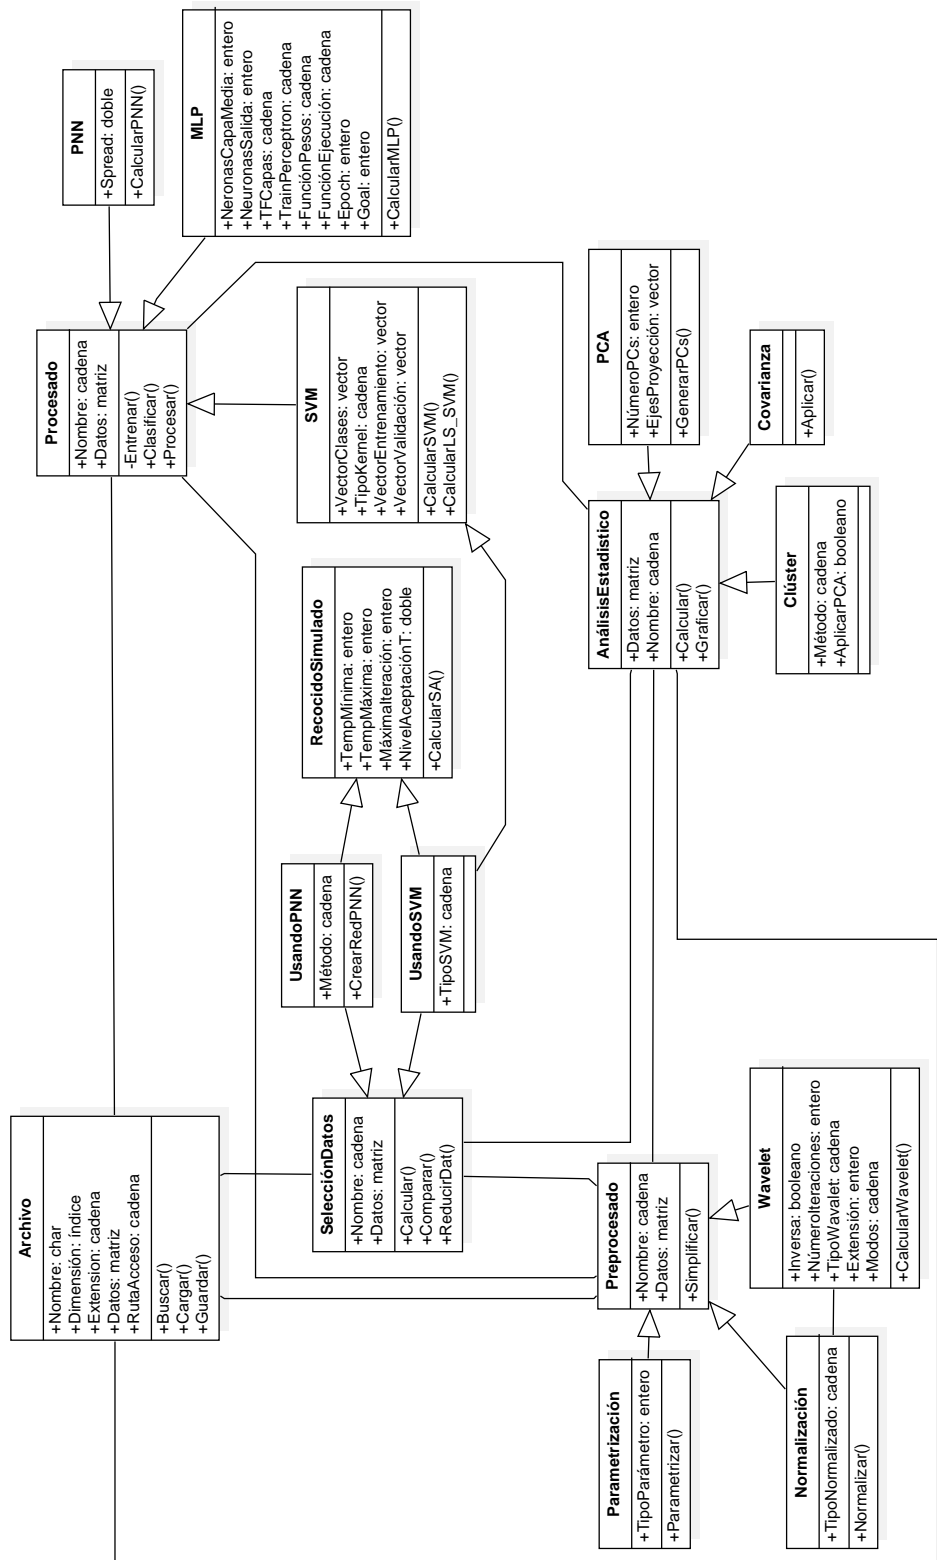 Archivo
+Nombre: char
+Dimensión: índice
+Extension: cadena
+Datos: matriz
+RutaAcceso: cadena
+Buscar()
+Cargar()
+Guardar()
Procesado
+Nombre: cadena
+Datos: matriz
-Entrenar()
+Clasificar()
+Procesar()
PNN
+Spread: doble
+CalcularPNN()
MLP
+NeronasCapaMedia: entero
+NeuronasSalida: entero
+TFCapas: cadena
+TrainPerceptron: cadena
+FunciónPesos: cadena
+FunciónEjecución: cadena
+Epoch: entero
+Goal: entero
+CalcularMLP()
SVM
+VectorClases: vector
+TipoKernel: cadena
+VectorEntrenamiento: vector
+VectorValidación: vector
+CalcularSVM()
+CalcularLS_SVM()
RecocidoSimulado
+TempMínima: entero
+TempMáxima: entero
+MáximaIteración: entero
+NivelAceptaciónT: doble
+CalcularSA()
UsandoPNN
+Método: cadena
+CrearRedPNN()
UsandoSVM
+TipoSVM: cadena
SelecciónDatos
+Nombre: cadena
+Datos: matriz
+Calcular()
+Comparar()
+ReducirDat()
Preprocesado
+Nombre: cadena
+Datos: matriz
+Simplificar()
AnálisisEstadístico
+Datos: matriz
+Nombre: cadena
+Calcular()
+Graficar()
PCA
+NúmeroPCs: entero
+EjesProyección: vector
+GenerarPCs()
Covarianza
+Aplicar()
Clúster
+Método: cadena
+AplicarPCA: booleano
Parametrización
+TipoParámetro: entero
+Parametrizar()
Normalización
+TipoNormalizado: cadena
+Normalizar()
Wavelet
+Inversa: booleano
+NúmeroIteraciones: entero
+TipoWavalet: cadena
+Extensión: entero
+Modos: cadena
+CalcularWavelet()